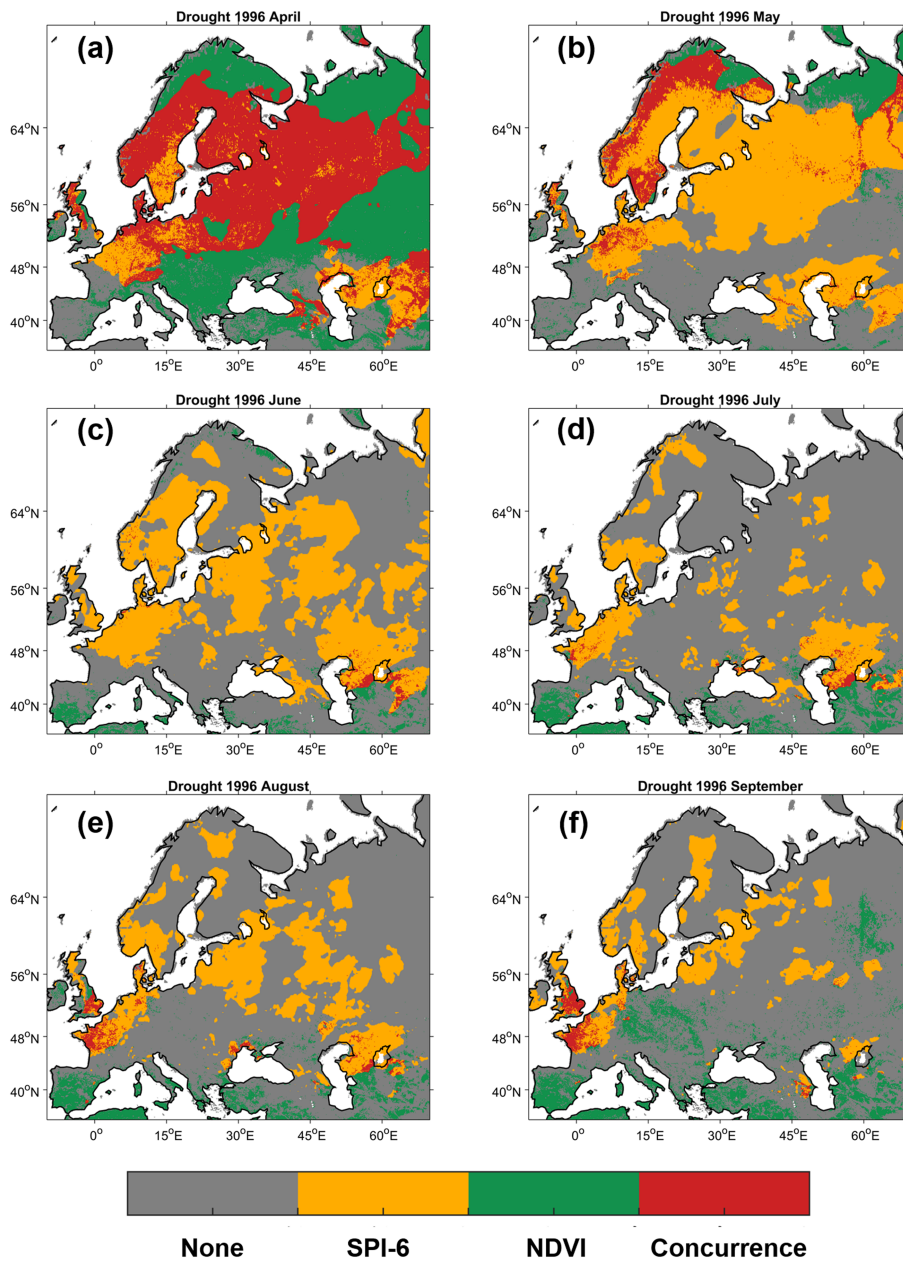 Drought 1996 April
(a)
64°N
56°N
48°N
40°N
0°
15°E
30°E
45°E
60°E
Drought 1996 May
(b)
64°N
56°N
48°N
40°N
0°
15°E
30°E
45°E
60°E
Drought 1996 June
(c)
64°N
56°N
48°N
40°N
0°
15°E
30°E
45°E
60°E
Drought 1996 July
(d)
64°N
56°N
48°N
40°N
0°
15°E
30°E
45°E
60°E
Drought 1996 August
(e)
64°N
56°N
48°N
40°N
0°
15°E
30°E
45°E
60°E
Drought 1996 September
(f)
64°N
56°N
48°N
40°N
0°
15°E
30°E
45°E
60°E
None SPI-6 NDVI Concurrence